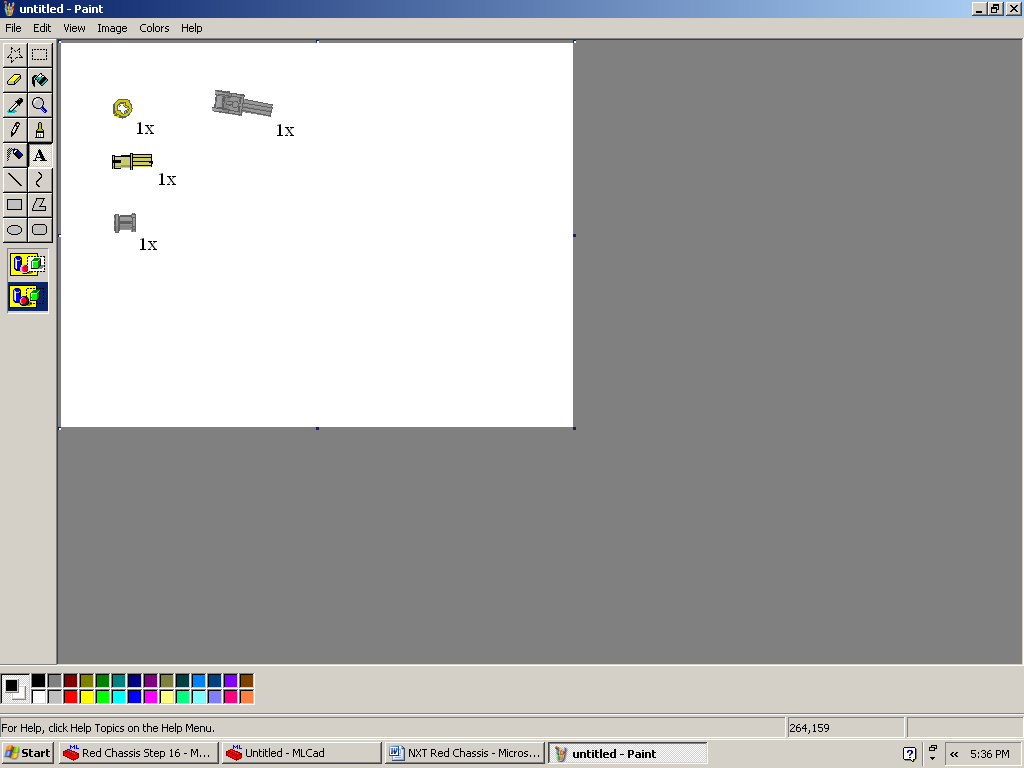 untitled - Paint
File Edit View Image Colors Help
A
1x
1x
1x
1x
For Help, click Help Topics on the Help Menu.
264,159
Start
ML
Red Chassis Step 16 - M...
ML
Untitled - MLCad
NXT Red Chassis - Micros...
untitled - Paint
?
«
5:36 PM